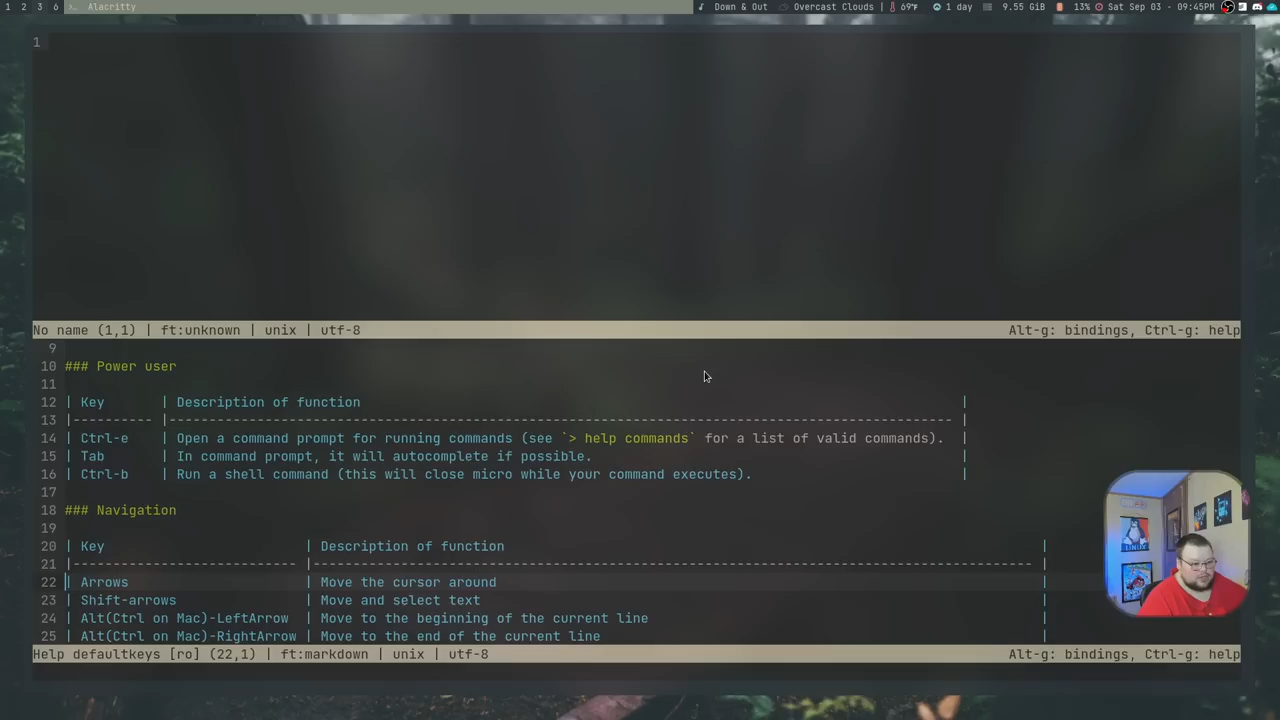 1 2 3 6 Alacritty Down & Out Overcast Clouds 69°F 1 day 9.55 GiB 13% Sat Sep 03 - 09:45PM
1
No name (1,1) | ft:unknown | unix | utf-8 Alt-g: bindings, Ctrl-g: help
9
10 ### Power user
11
12 | Key | Description of function |
13 |---------- |-------------------------------------------------------------------------------------------------- |
14 | Ctrl-e | Open a command prompt for running commands (see `> help commands` for a list of valid commands). |
15 | Tab | In command prompt, it will autocomplete if possible. |
16 | Ctrl-b | Run a shell command (this will close micro while your command executes). |
17
18 ### Navigation
19
20 | Key | Description of function |
21 |---------------------------- |------------------------------------------------------------------------------------------ |
22 | Arrows | Move the cursor around |
23 | Shift-arrows | Move and select text |
24 | Alt(Ctrl on Mac)-LeftArrow | Move to the beginning of the current line |
25 | Alt(Ctrl on Mac)-RightArrow | Move to the end of the current line |
Help defaultkeys [ro] (22,1) | ft:markdown | unix | utf-8 Alt-g: bindings, Ctrl-g: help
LINUX